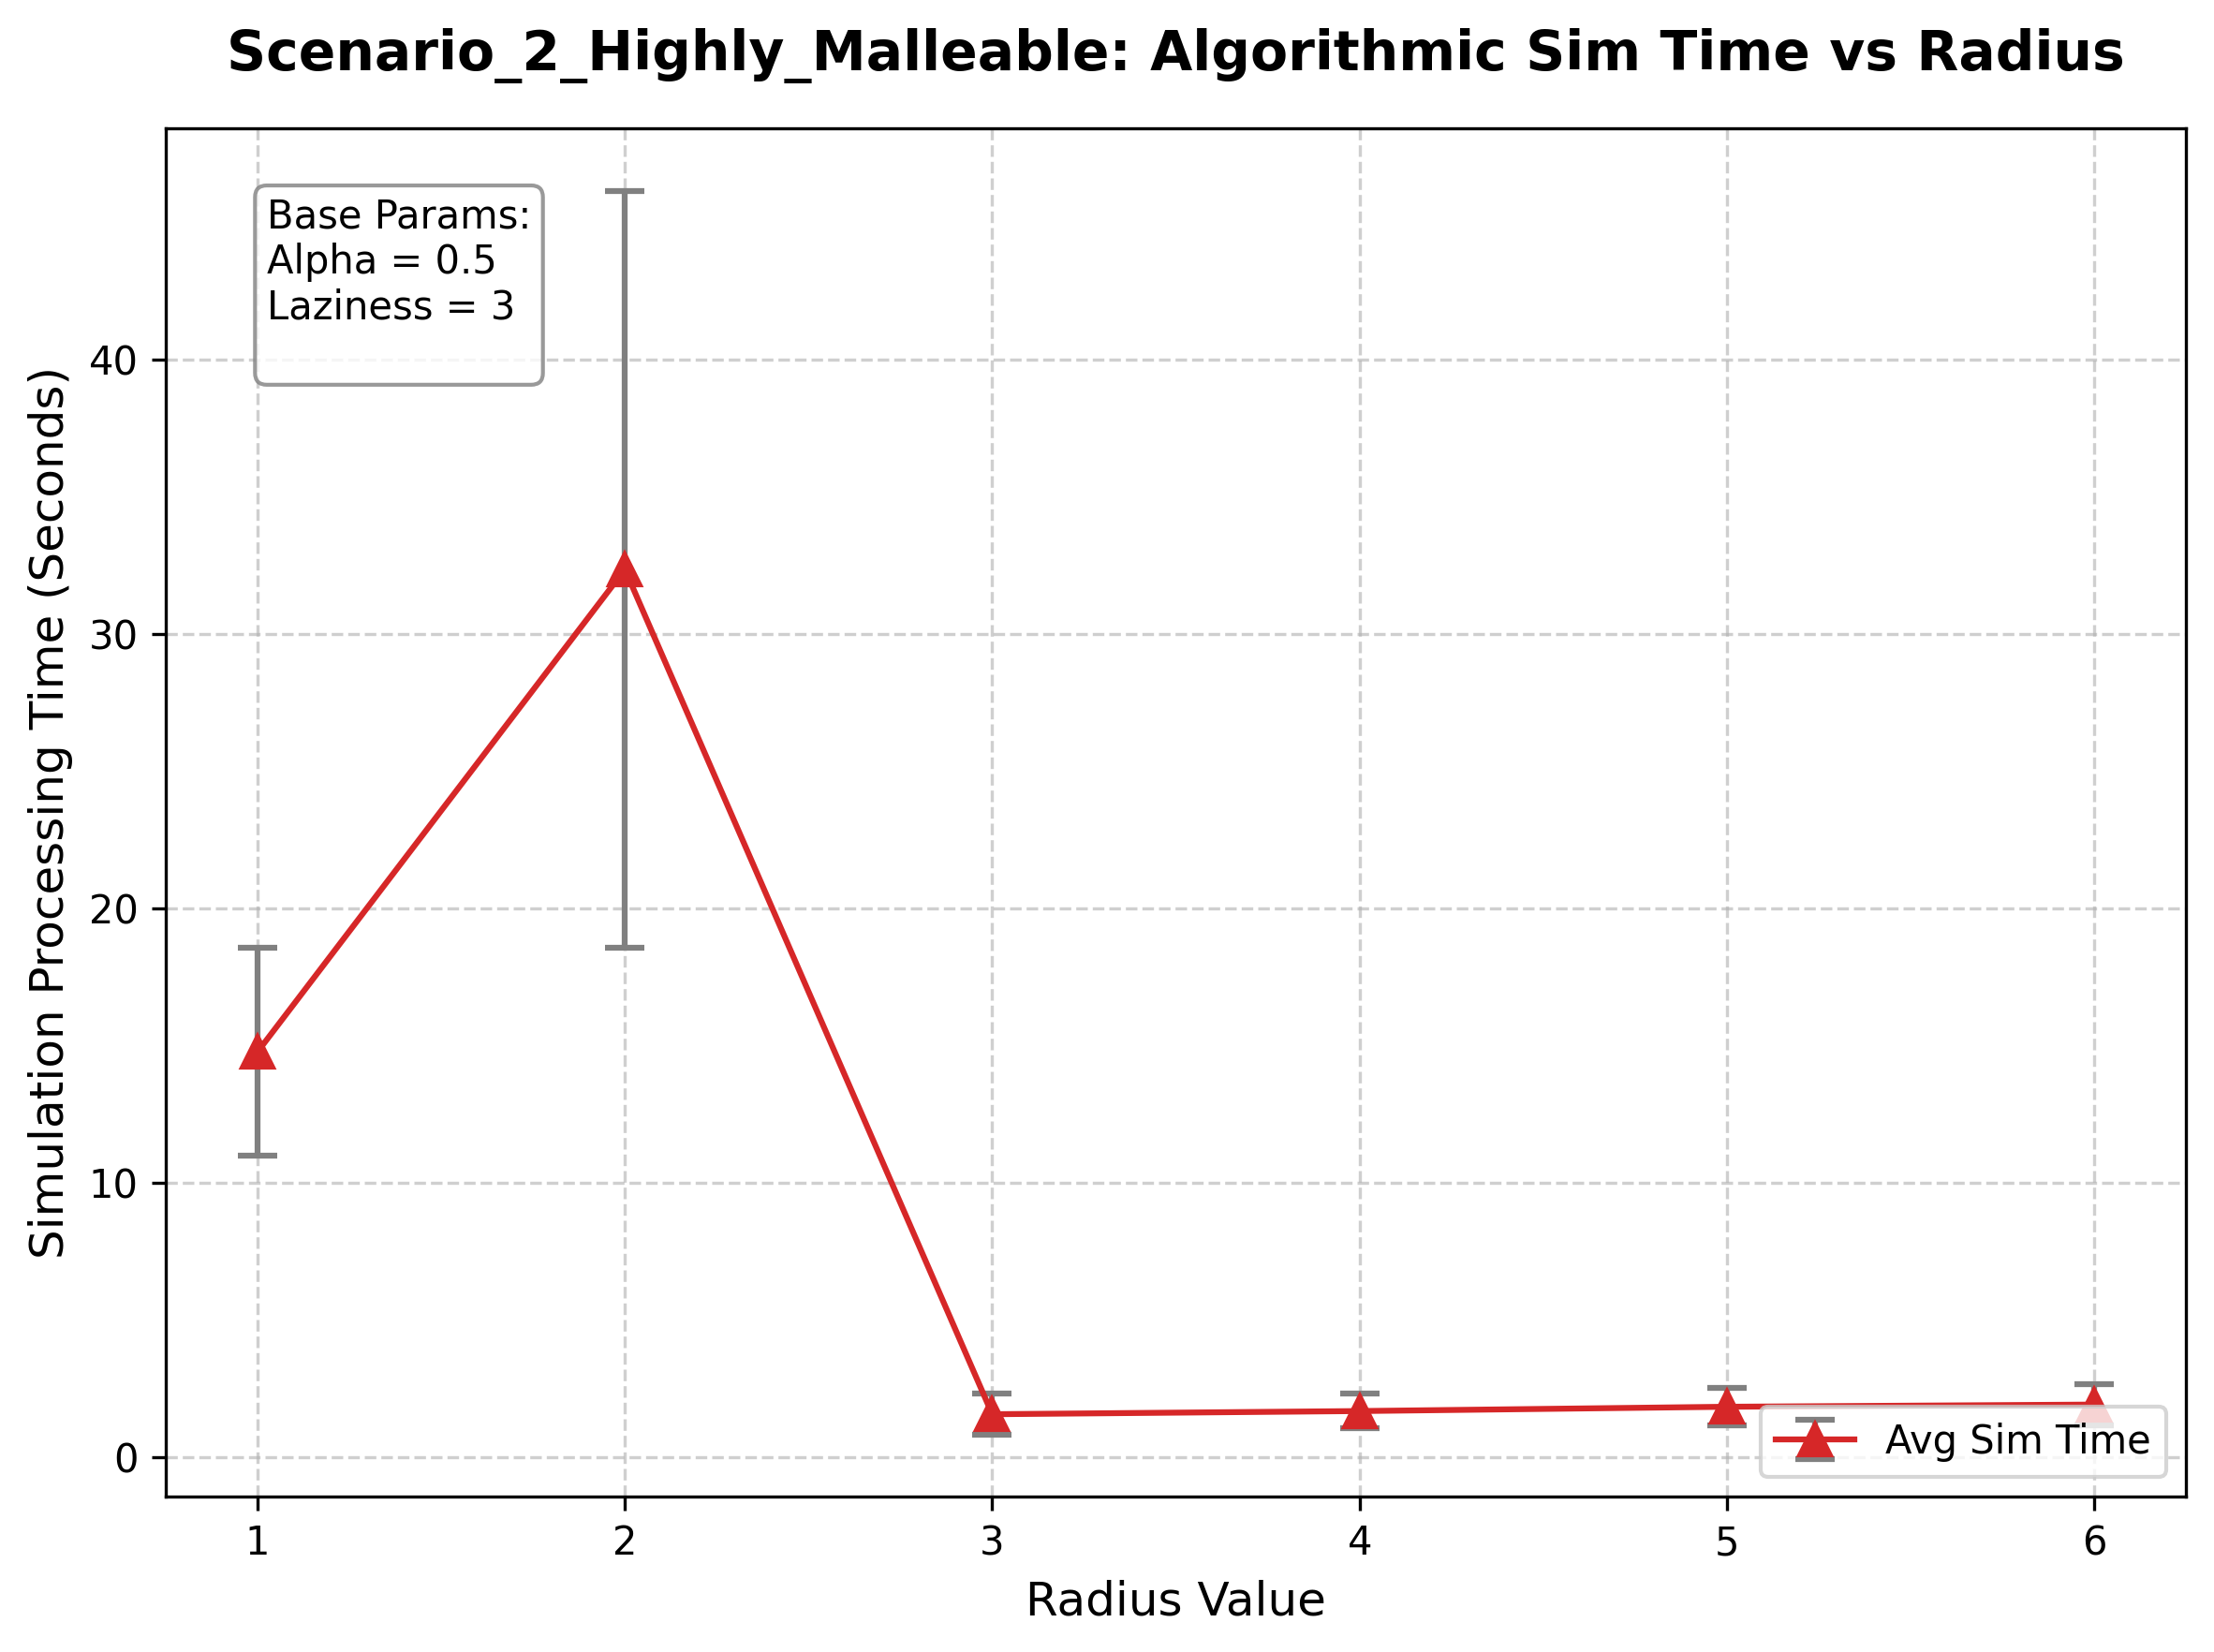 Scenario_2_Highly_Malleable: Algorithmic Sim Time vs Radius
Base Params:
Alpha = 0.5
Laziness = 3
Simulation Processing Time (Seconds)
40
30
20
10
0
Avg Sim Time
1 2 3 4 5 6
Radius Value